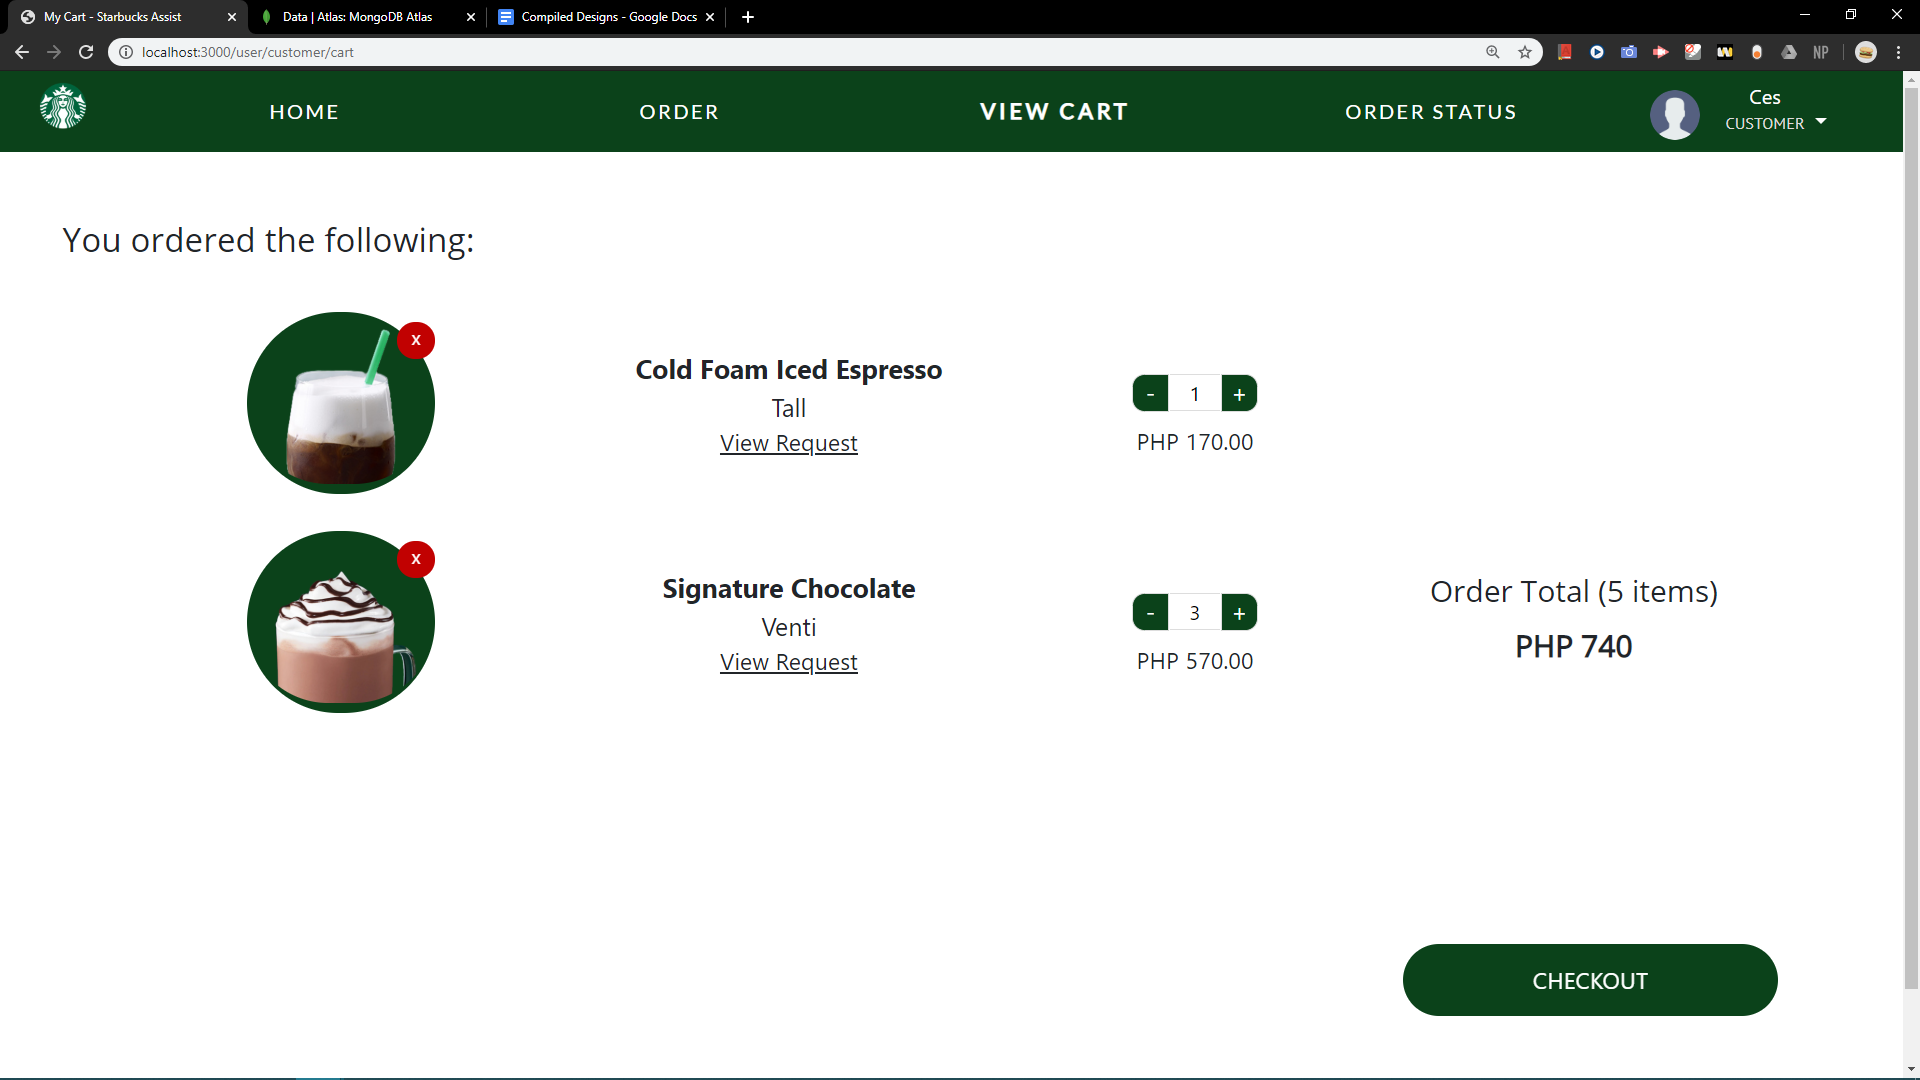 My Cart - Starbucks Assist
Data | Atlas: MongoDB Atlas
Compiled Designs - Google Docs
localhost:3000/user/customer/cart
NP
HOME
ORDER
VIEW CART
ORDER STATUS
Ces
CUSTOMER
You ordered the following:
X
Cold Foam Iced Espresso
Tall
View Request
- 1 +
PHP 170.00
X
Signature Chocolate
Venti
View Request
- 3 +
PHP 570.00
Order Total (5 items)
PHP 740
CHECKOUT